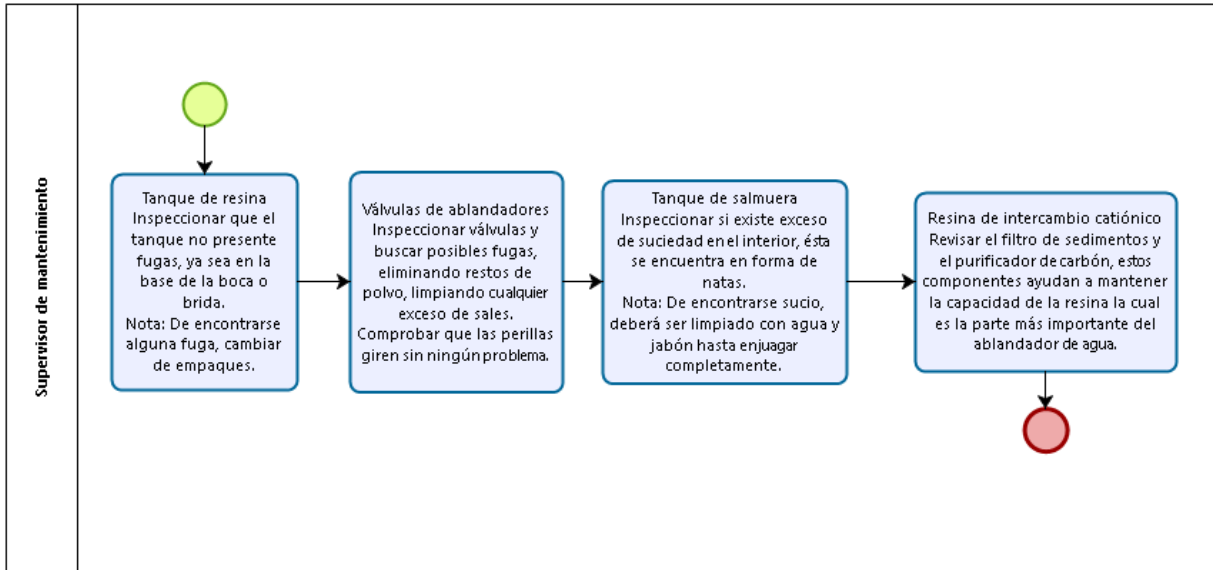 Supervisor de mantenimiento
Tanque de resina
Inspeccionar que el
tanque no presente
fugas, ya sea en la
base de la boca o
brida.
Nota: De encontrarse
alguna fuga, cambiar
de empaques.
Válvulas de ablandadores
Inspeccionar válvulas y
buscar posibles fugas,
eliminando restos de
polvo, limpiando cualquier
exceso de sales.
Comprobar que las perillas
giren sin ningún problema.
Tanque de salmuera
Inspeccionar si existe exceso
de suciedad en el interior, ésta
se encuentra en forma de
natas.
Nota: De encontrarse sucio,
deberá ser limpiado con agua y
jabón hasta enjuagar
completamente.
Resina de intercambio catiónico
Revisar el filtro de sedimentos y
el purificador de carbón, estos
componentes ayudan a mantener
la capacidad de la resina la cual
es la parte más importante del
ablandador de agua.